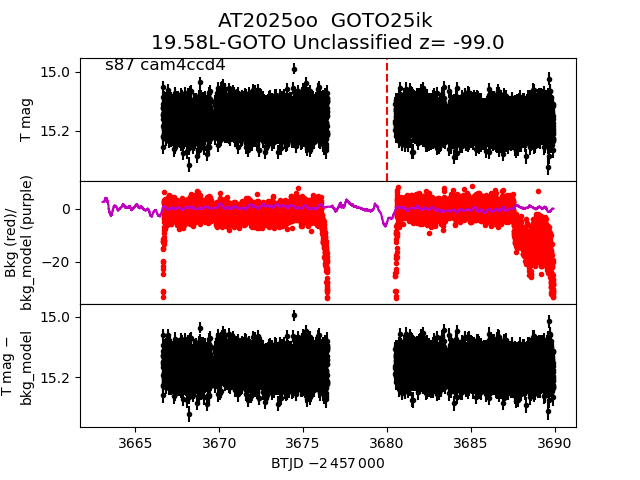 AT2025oo  GOTO25ik
19.58L-GOTO Unclassified z= -99.0
s87 cam4ccd4
15.0
15.2
T mag
0
−20
Bkg (red)/
bkg_model (purple)
15.0
15.2
T mag −
bkg_model
3665
3670
3675
3680
3685
3690
BTJD −2 457 000